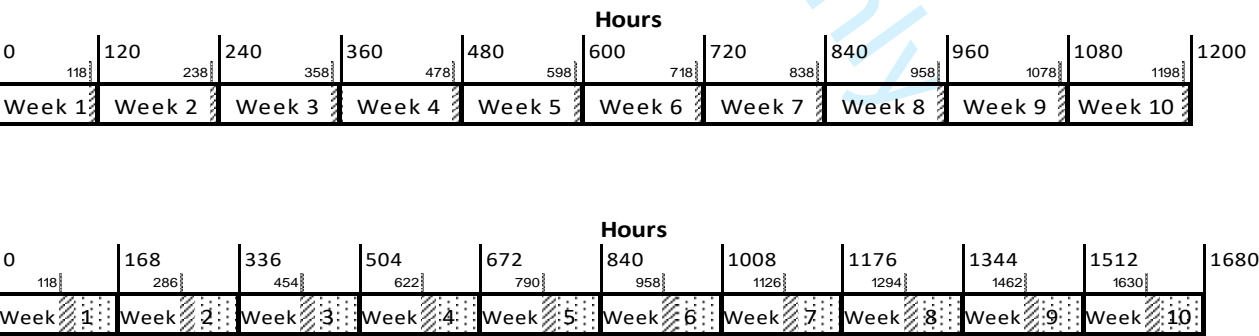 Hours
0 120 240 360 480 600 720 840 960 1080 1200
118 238 358 478 598 718 838 958 1078 1198
Week 1 Week 2 Week 3 Week 4 Week 5 Week 6 Week 7 Week 8 Week 9 Week 10
nly
Hours
0 168 336 504 672 840 1008 1176 1344 1512 1680
118 286 454 622 790 958 1126 1294 1462 1630
Week 1 Week 2 Week 3 Week 4 Week 5 Week 6 Week 7 Week 8 Week 9 Week 10